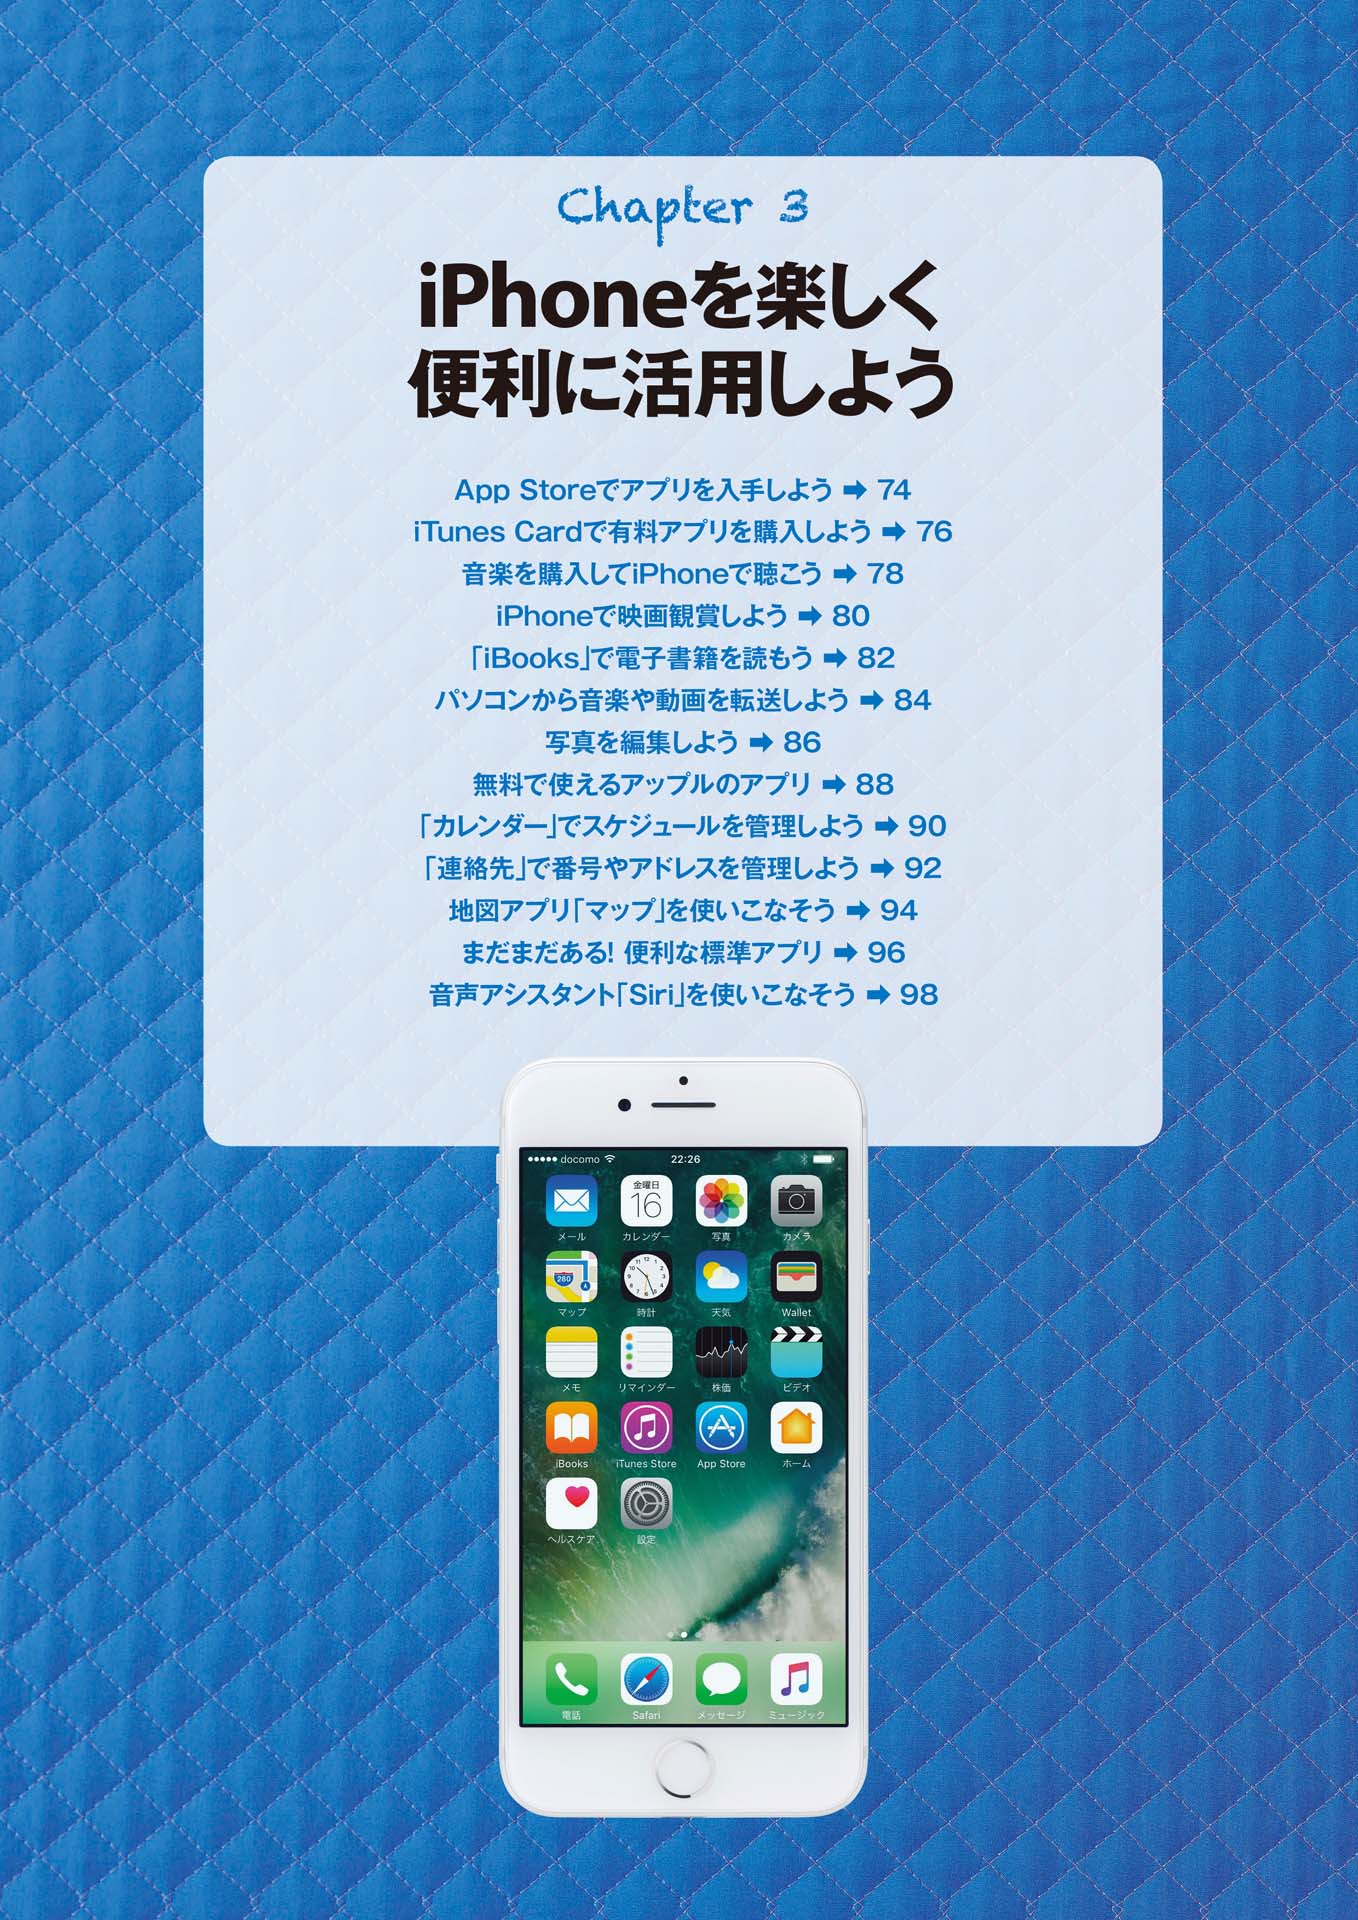 Chapter 3
iPhoneを楽しく
便利に活用しよう
App Storeでアプリを入手しよう ➡ 74
iTunes Cardで有料アプリを購入しよう ➡ 76
音楽を購入してiPhoneで聴こう ➡ 78
iPhoneで映画観賞しよう ➡ 80
「iBooks」で電子書籍を読もう ➡ 82
パソコンから音楽や動画を転送しよう ➡ 84
写真を編集しよう ➡ 86
無料で使えるアップルのアプリ ➡ 88
「カレンダー」でスケジュールを管理しよう ➡ 90
「連絡先」で番号やアドレスを管理しよう ➡ 92
地図アプリ「マップ」を使いこなそう ➡ 94
まだまだある! 便利な標準アプリ ➡ 96
音声アシスタント「Siri」を使いこなそう ➡ 98
docomo 22:26
金曜日
16
メール カレンダー 写真 カメラ
280
マップ 時計 天気 Wallet
メモ リマインダー 株価 ビデオ
iBooks iTunes Store App Store ホーム
ヘルスケア 設定
電話 Safari メッセージ ミュージック